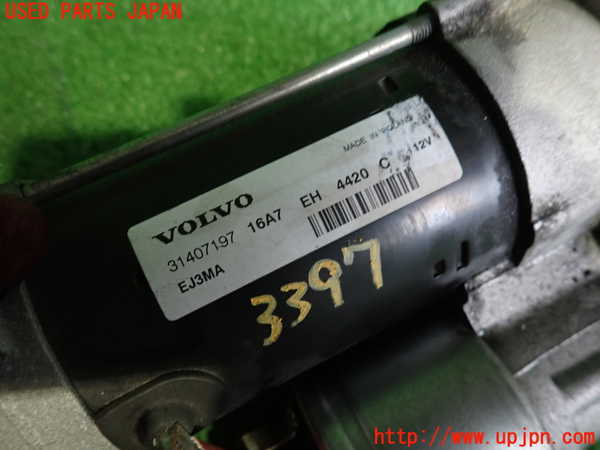 USED PARTS JAPAN
MADE IN POLAND
12V
VOLVO
31407197 16A7 EH 4420 C
EJ3MA
3397
http://www.upjpn.com/